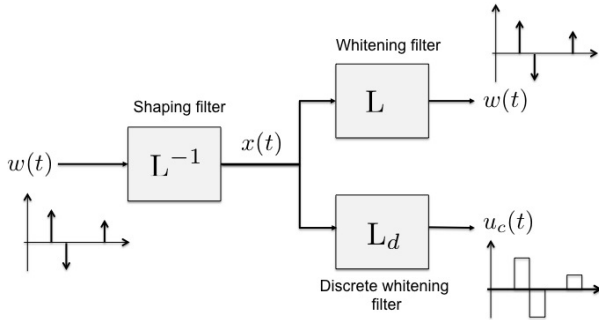 Whitening filter
L
w(t)
Shaping filter
w(t)
L⁻¹
x(t)
L_d
u_c(t)
Discrete whitening
filter